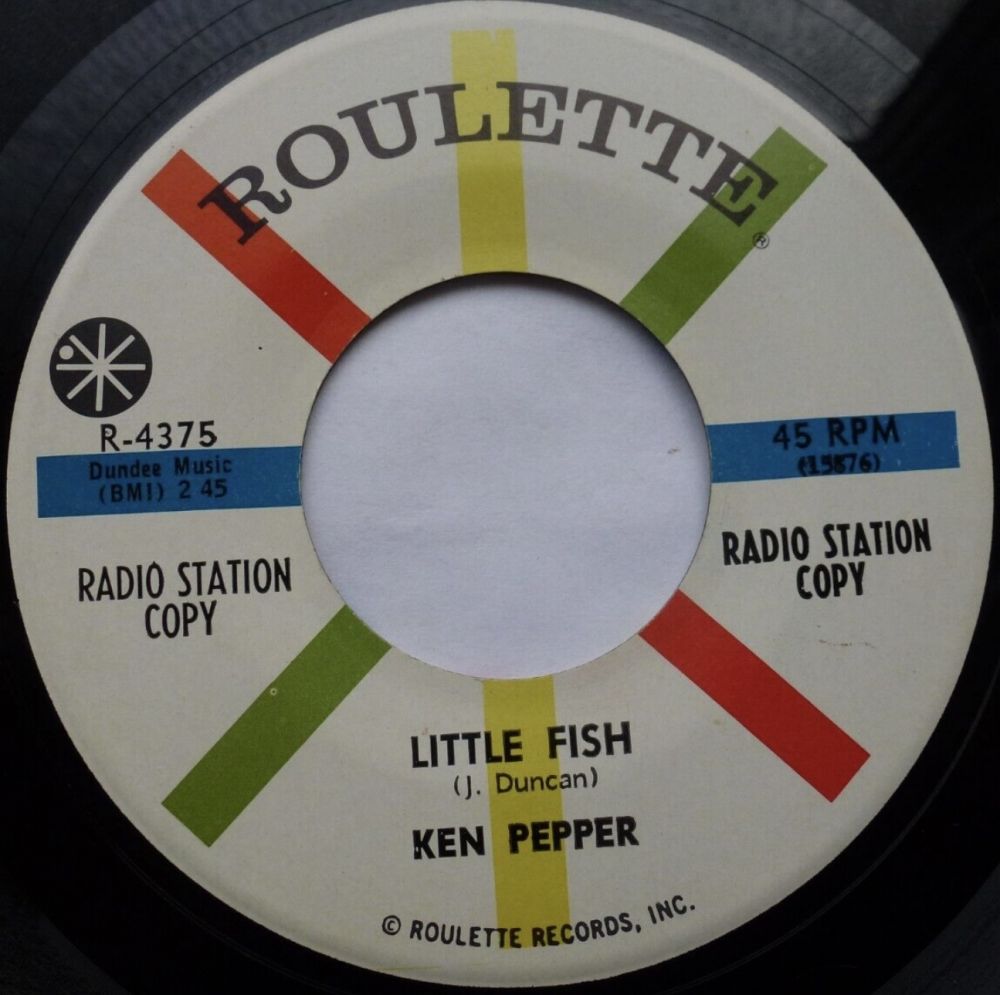 ROULETTE
®
R-4375
Dundee Music
(BMI) 2 45
RADIO STATION
COPY
45 RPM
(15876)
RADIO STATION
COPY
LITTLE FISH
(J. Duncan)
KEN PEPPER
© ROULETTE RECORDS, INC.